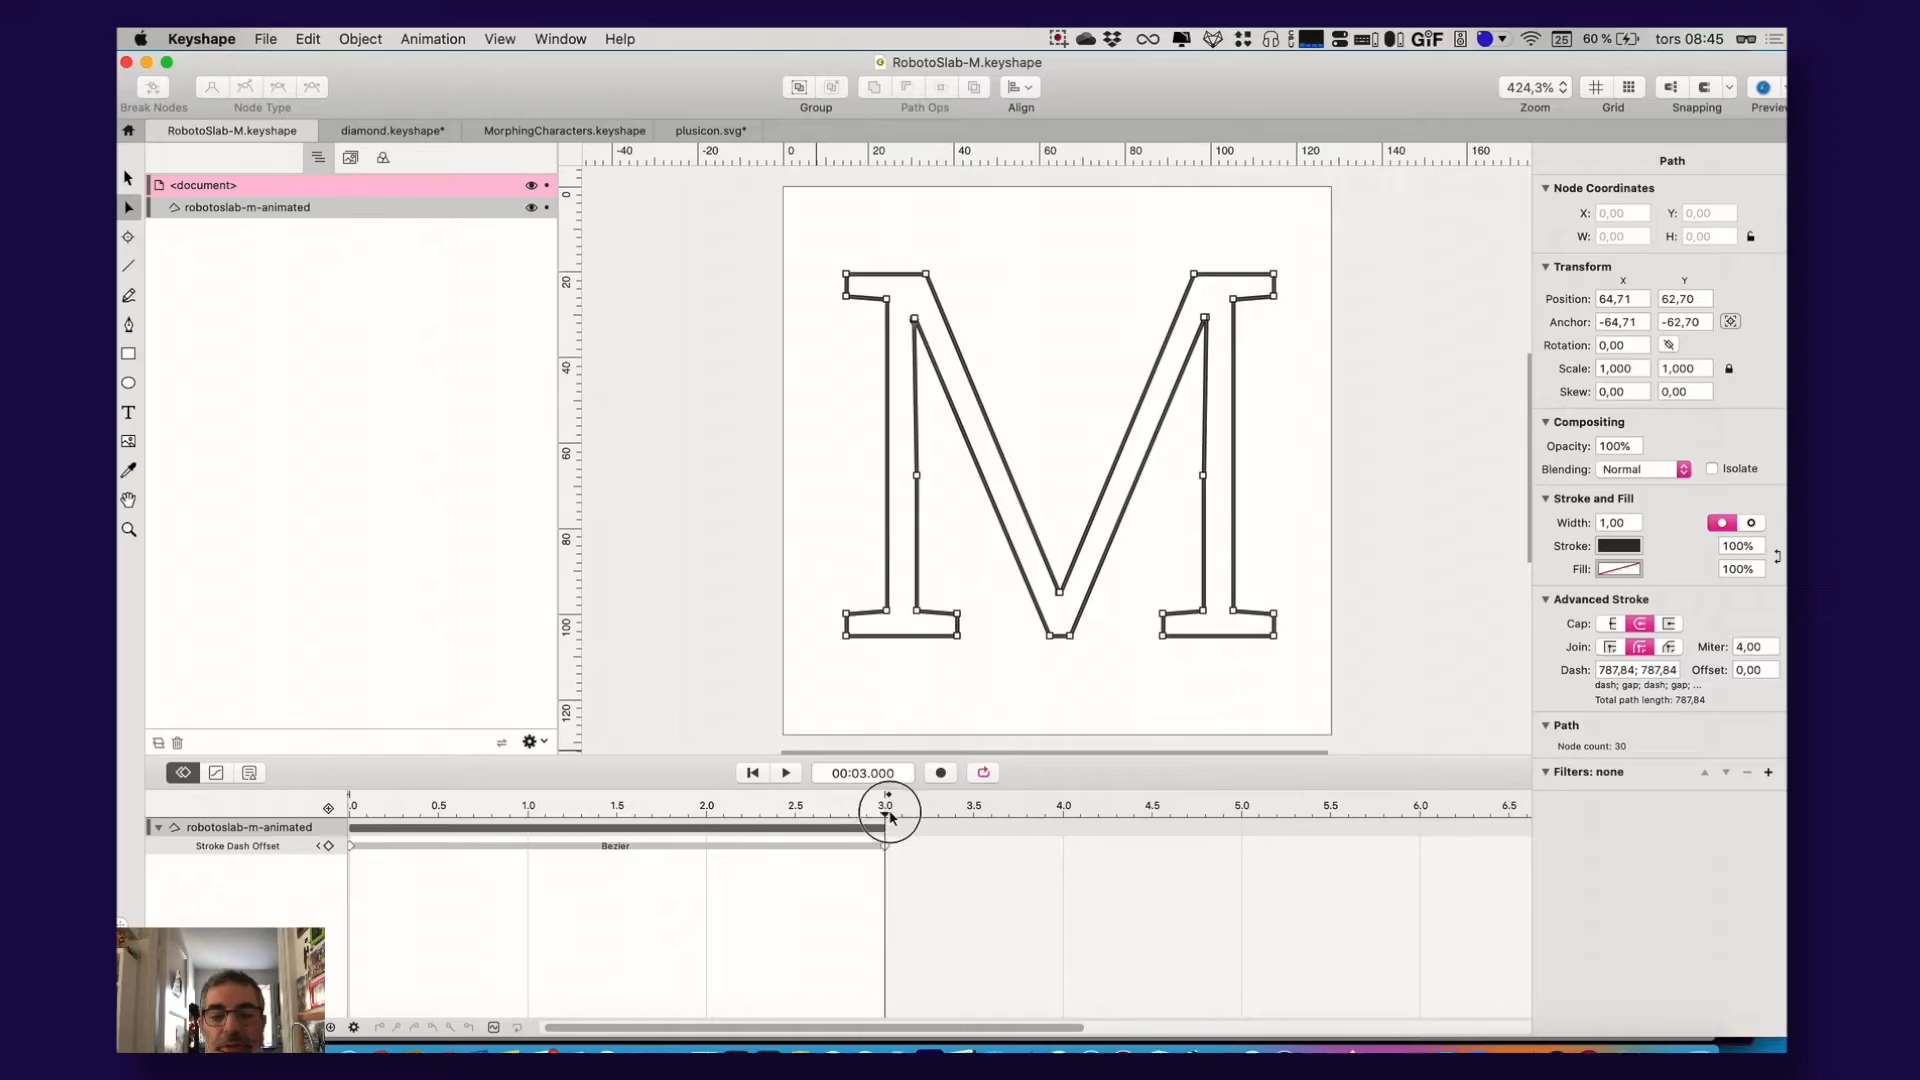 Keyshape File Edit Object Animation View Window Help GIF 25 60 % tors 08:45
RobotoSlab-M.keyshape
424,3%
Break Nodes Node Type Group Path Ops Align Zoom Grid Snapping Preview
RobotoSlab-M.keyshape diamond.keyshape* MorphingCharacters.keyshape plusicon.svg*
-40 -20 0 20 40 60 80 100 120 140 160
<document>
robotoslab-m-animated
0
20
40
60
80
100
120
T
Path
Node Coordinates
X: 0,00 Y: 0,00
W: 0,00 H: 0,00
Transform
X Y
Position: 64,71 62,70
Anchor: -64,71 -62,70
Rotation: 0,00
Scale: 1,000 1,000
Skew: 0,00 0,00
Compositing
Opacity: 100%
Blending: Normal Isolate
Stroke and Fill
Width: 1,00
Stroke: 100%
Fill: 100%
Advanced Stroke
Cap:
Join: Miter: 4,00
Dash: 787,84; 787,84 Offset: 0,00
dash; gap; dash; gap; ...
Total path length: 787,84
Path
Node count: 30
Filters: none
00:03.000
.0 0.5 1.0 1.5 2.0 2.5 3.0 3.5 4.0 4.5 5.0 5.5 6.0 6.5
robotoslab-m-animated
Stroke Dash Offset Bezier